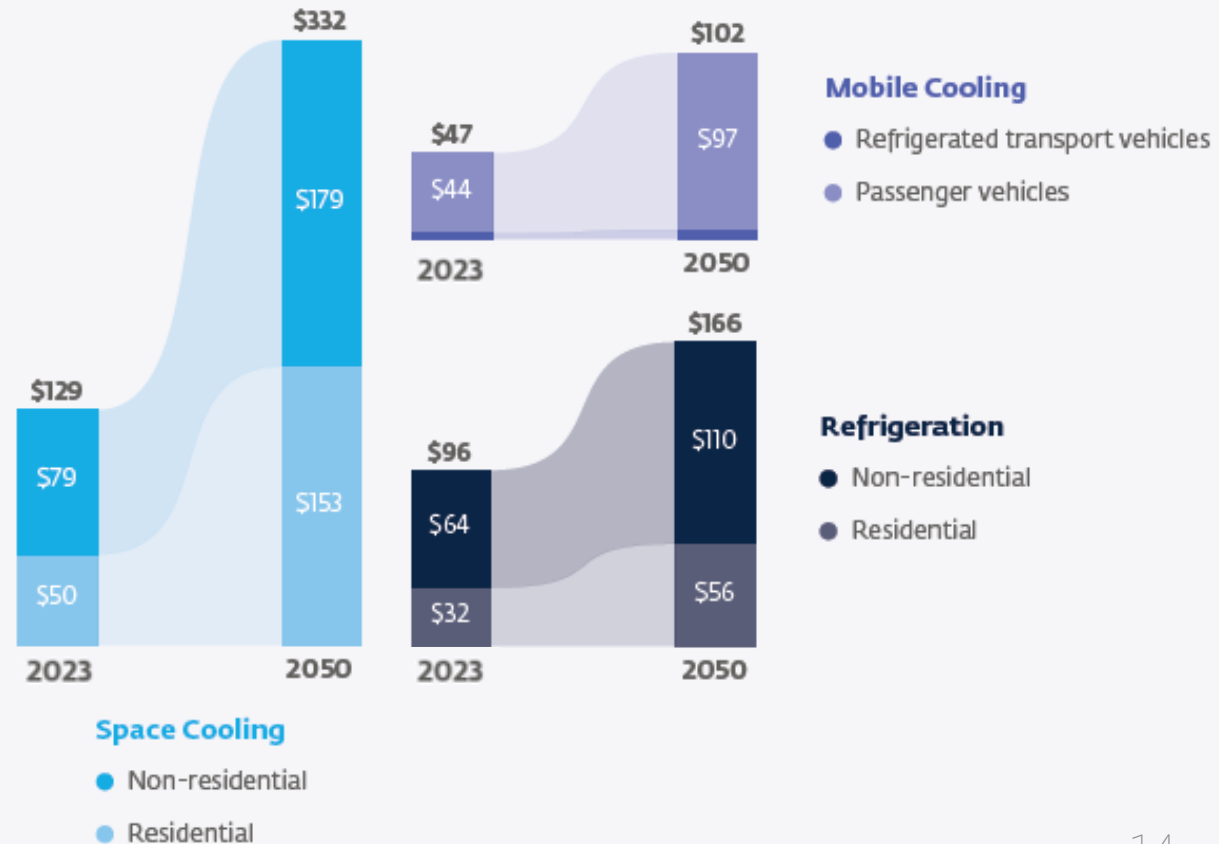 $332
$179
$153
$129
$79
$50
2023
2050
Space Cooling
Non-residential
Residential
$102
$97
$47
$44
2023
2050
Mobile Cooling
Refrigerated transport vehicles
Passenger vehicles
$166
$110
$56
$96
$64
$32
2023
2050
Refrigeration
Non-residential
Residential